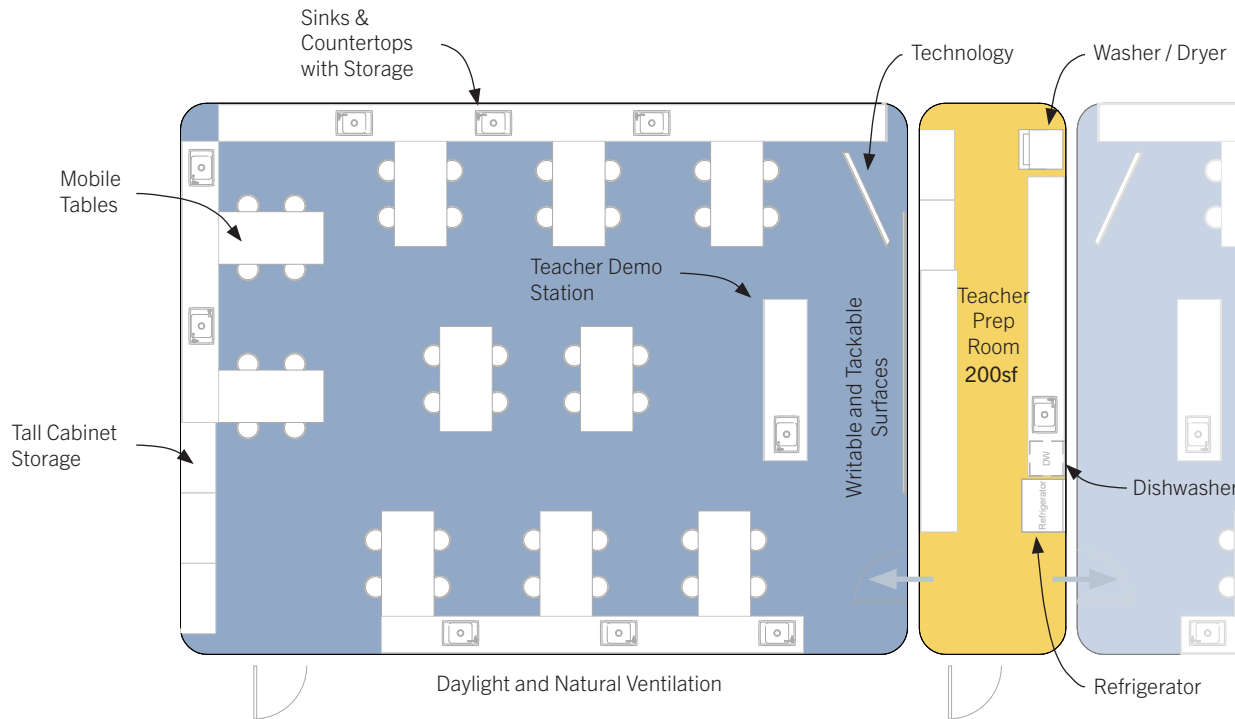 Sinks &
Countertops
with Storage
Technology
Washer / Dryer
Mobile
Tables
Teacher Demo
Station
Teacher
Prep
Room
200sf
Writable and Tackable
Surfaces
Tall Cabinet
Storage
DW
Refrigerator
Dishwasher
Daylight and Natural Ventilation
Refrigerator